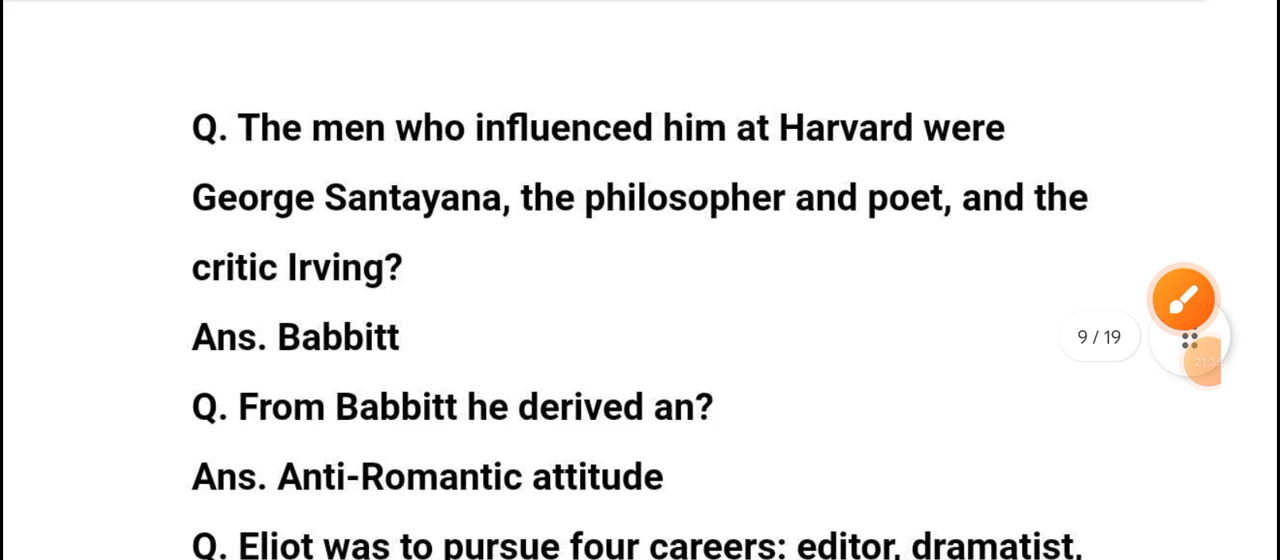 Q. The men who influenced him at Harvard were
George Santayana, the philosopher and poet, and the
critic Irving?
9 / 19
Ans. Babbitt
Q. From Babbitt he derived an?
Ans. Anti-Romantic attitude
Q. Eliot was to pursue four careers: editor, dramatist,